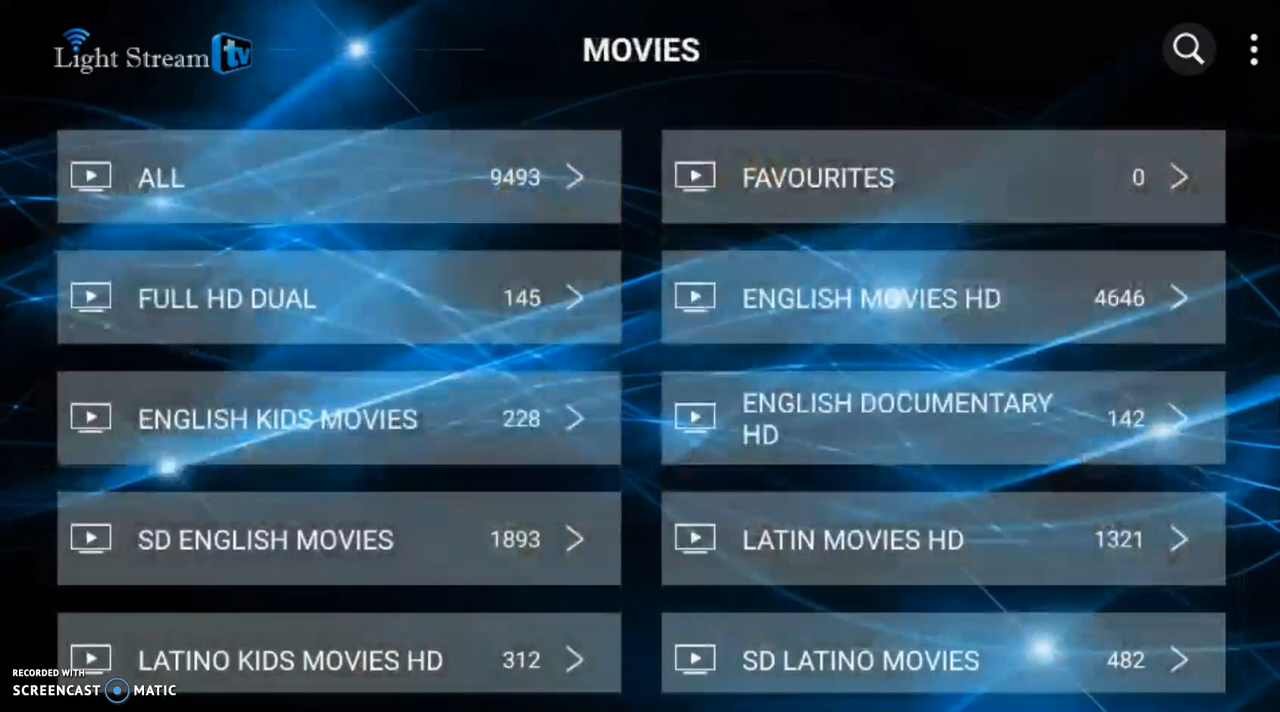 Light Stream tv
MOVIES
ALL 9493
FAVOURITES 0
FULL HD DUAL 145
ENGLISH MOVIES HD 4646
ENGLISH KIDS MOVIES 228
ENGLISH DOCUMENTARY
HD 142
SD ENGLISH MOVIES 1893
LATIN MOVIES HD 1321
LATINO KIDS MOVIES HD 312
SD LATINO MOVIES 482
RECORDED WITH
SCREENCAST MATIC